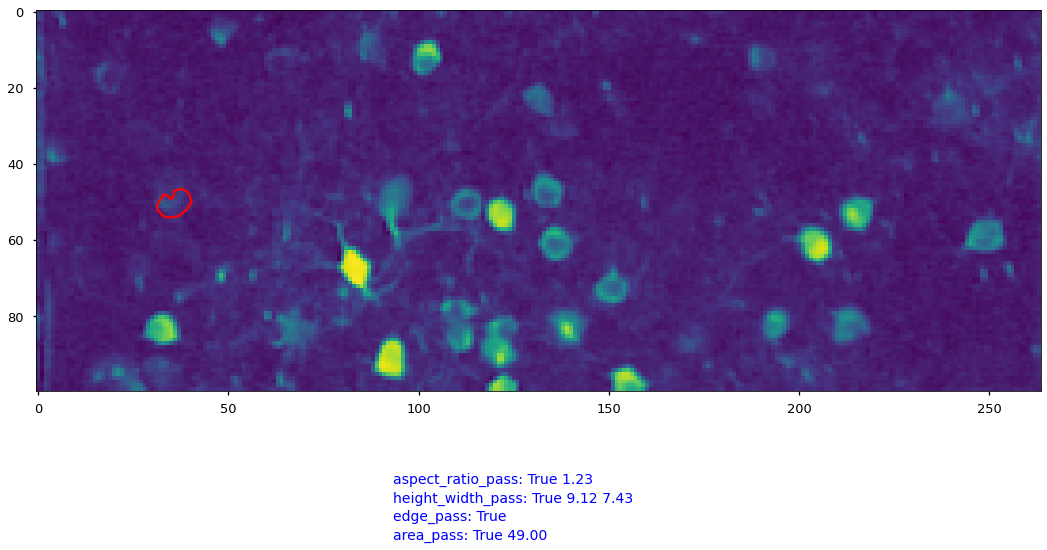 0
20
40
60
80
0 50 100 150 200 250
aspect_ratio_pass: True 1.23
height_width_pass: True 9.12 7.43
edge_pass: True
area_pass: True 49.00